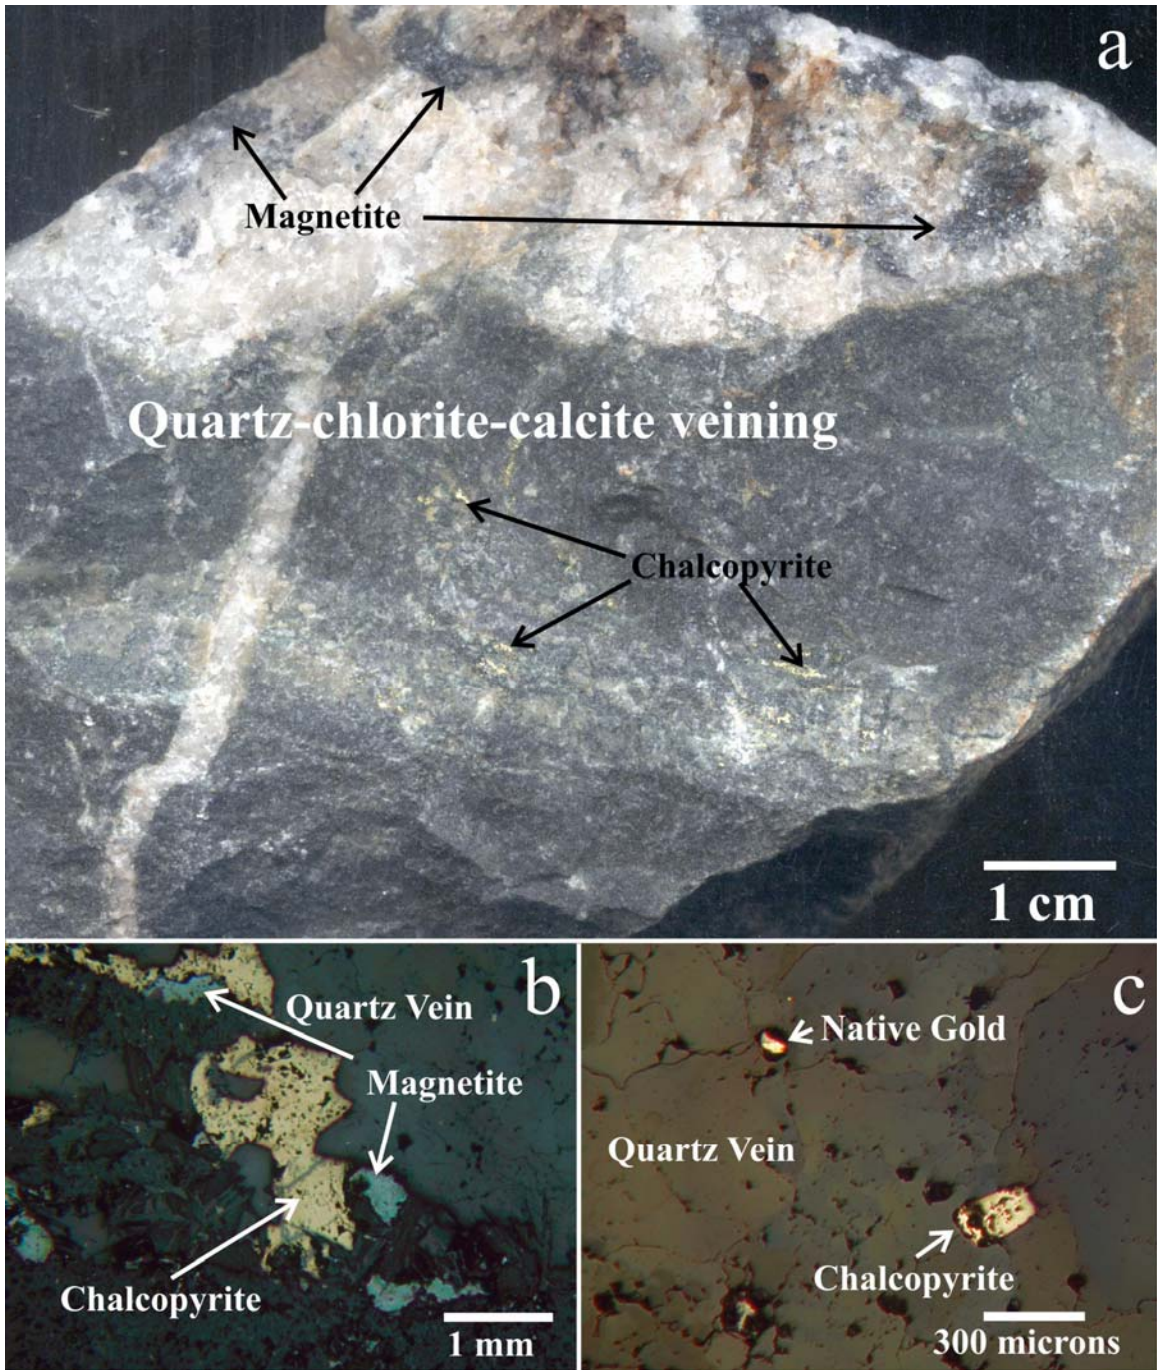 a
Magnetite
Quartz-chlorite-calcite veining
Chalcopyrite
1 cm
b
Quartz Vein
Magnetite
Chalcopyrite
1 mm
c
Native Gold
Quartz Vein
Chalcopyrite
300 microns